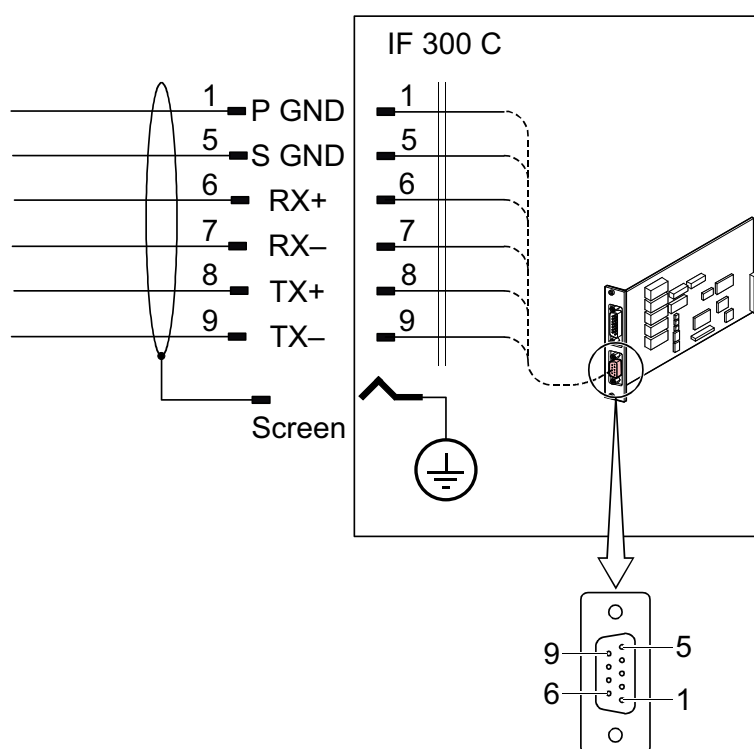 IF 300 C
1 P GND 1
5 S GND 5
6 RX+ 6
7 RX– 7
8 TX+ 8
9 TX– 9
Screen
9 5
6 1